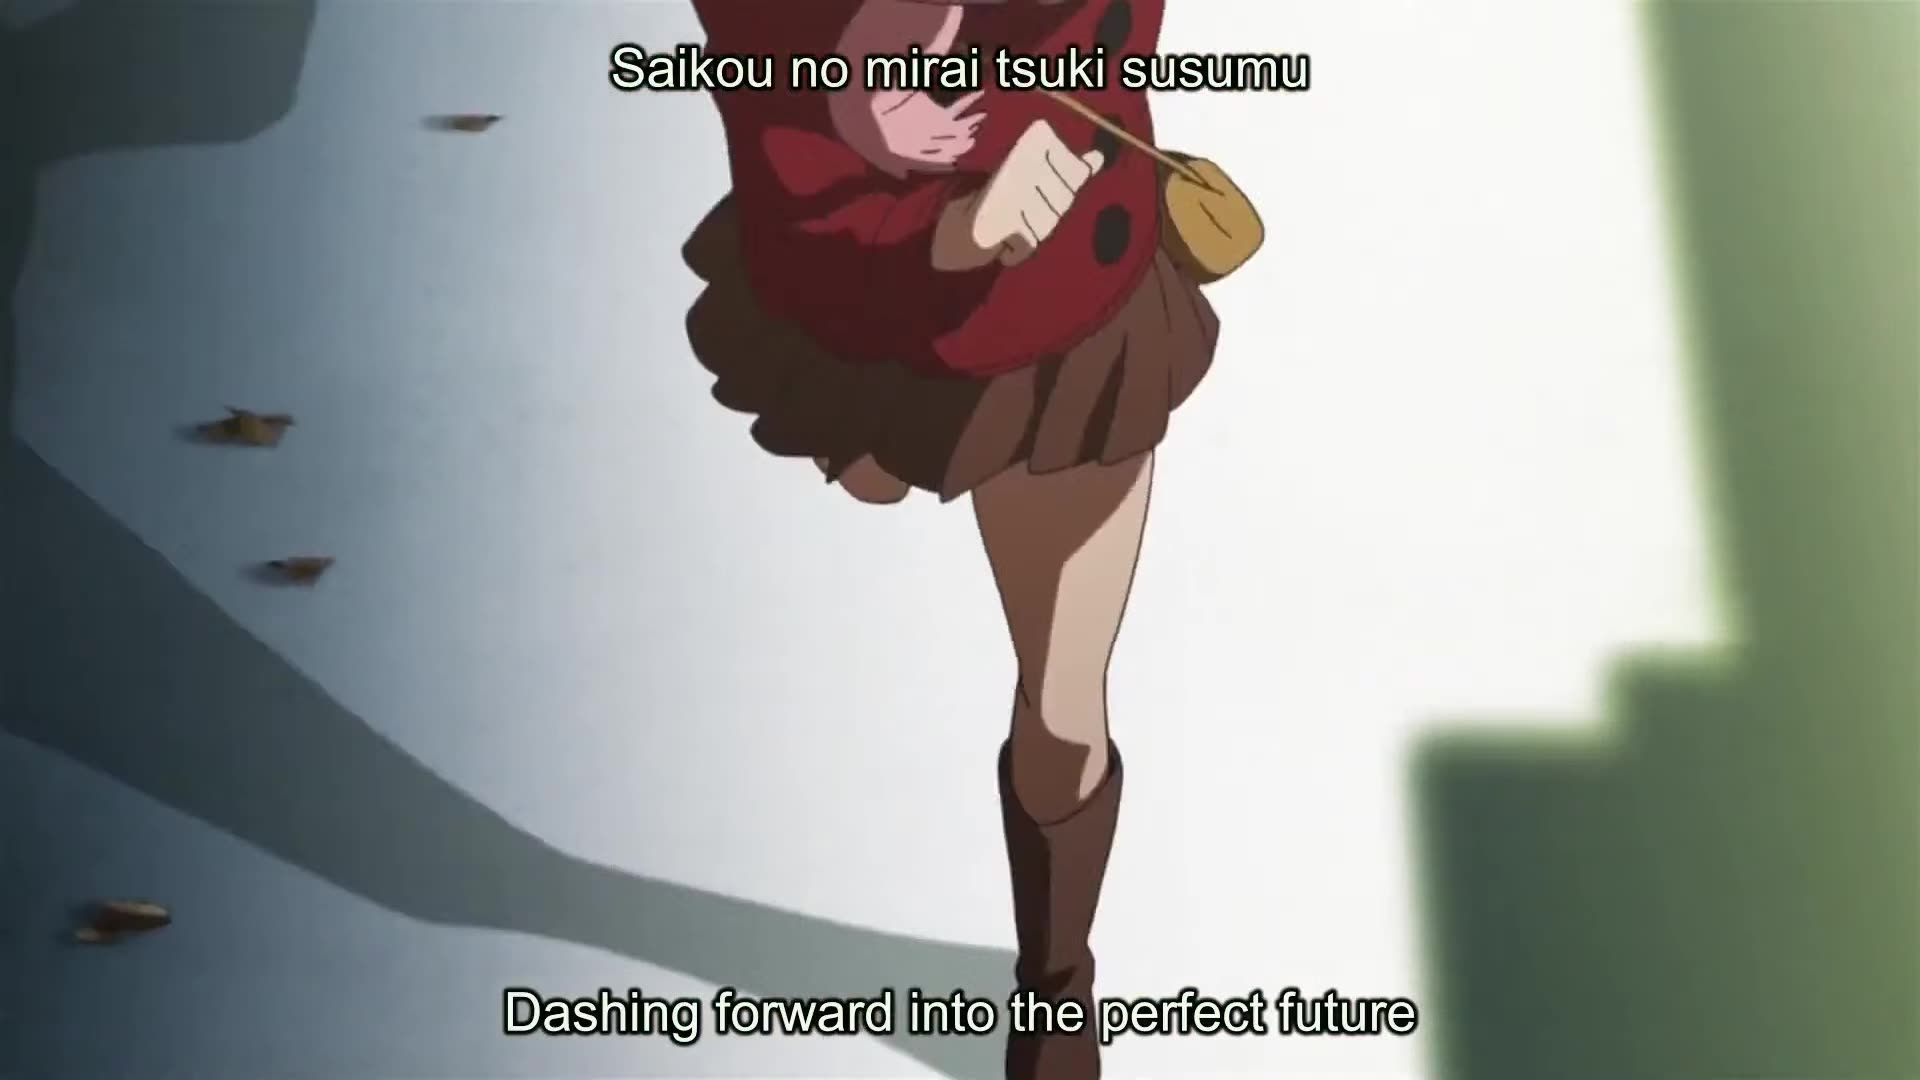 Saikou no mirai tsuki susumu
Dashing forward into the perfect future